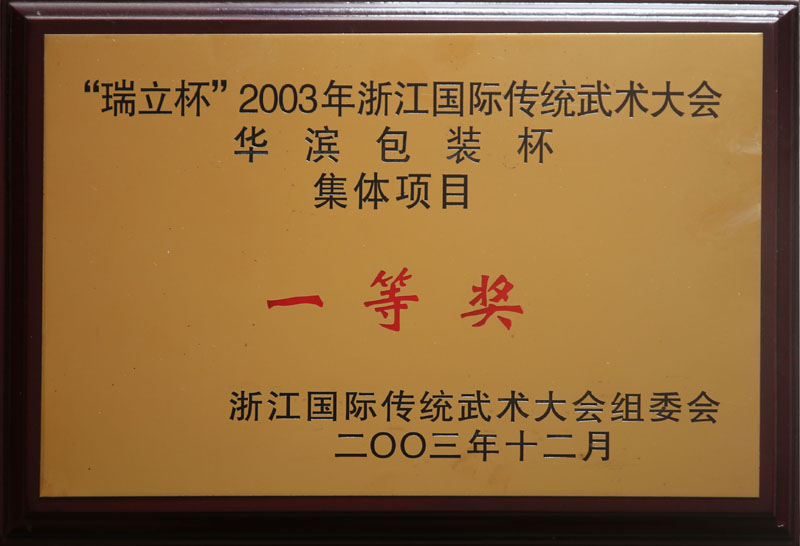 “瑞立杯”2003年浙江国际传统武术大会
华滨包装杯
集体项目
一等奖
浙江国际传统武术大会组委会
二〇〇三年十二月